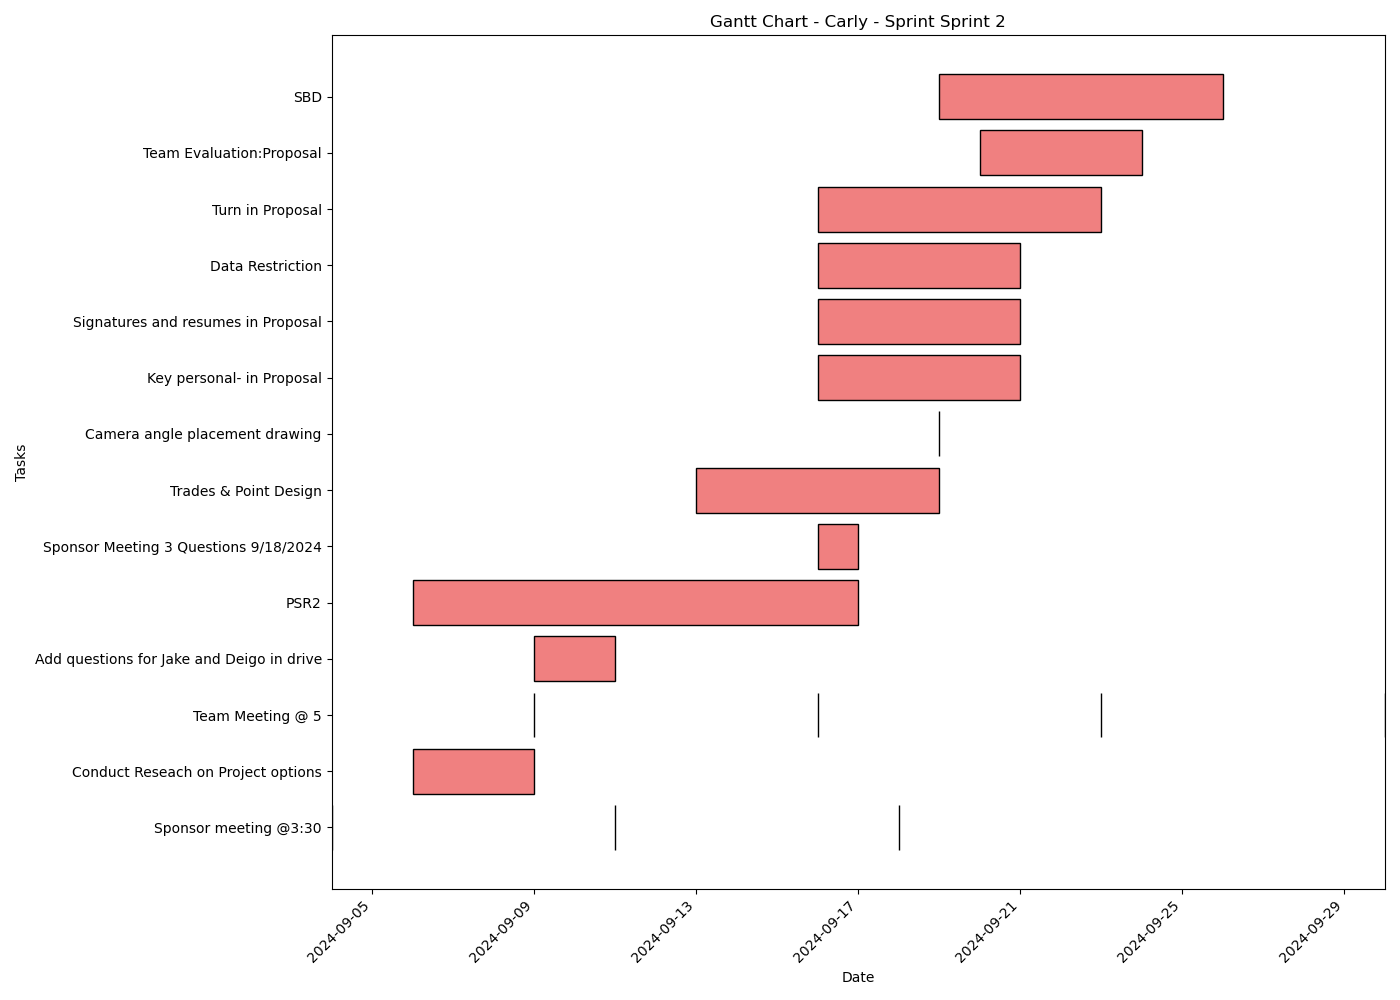 Gantt Chart - Carly - Sprint Sprint 2
SBD
Team Evaluation:Proposal
Turn in Proposal
Data Restriction
Signatures and resumes in Proposal
Key personal- in Proposal
Camera angle placement drawing
Trades & Point Design
Sponsor Meeting 3 Questions 9/18/2024
PSR2
Add questions for Jake and Deigo in drive
Team Meeting @ 5
Conduct Reseach on Project options
Sponsor meeting @3:30
Tasks
2024-09-05
2024-09-09
2024-09-13
2024-09-17
2024-09-21
2024-09-25
2024-09-29
Date